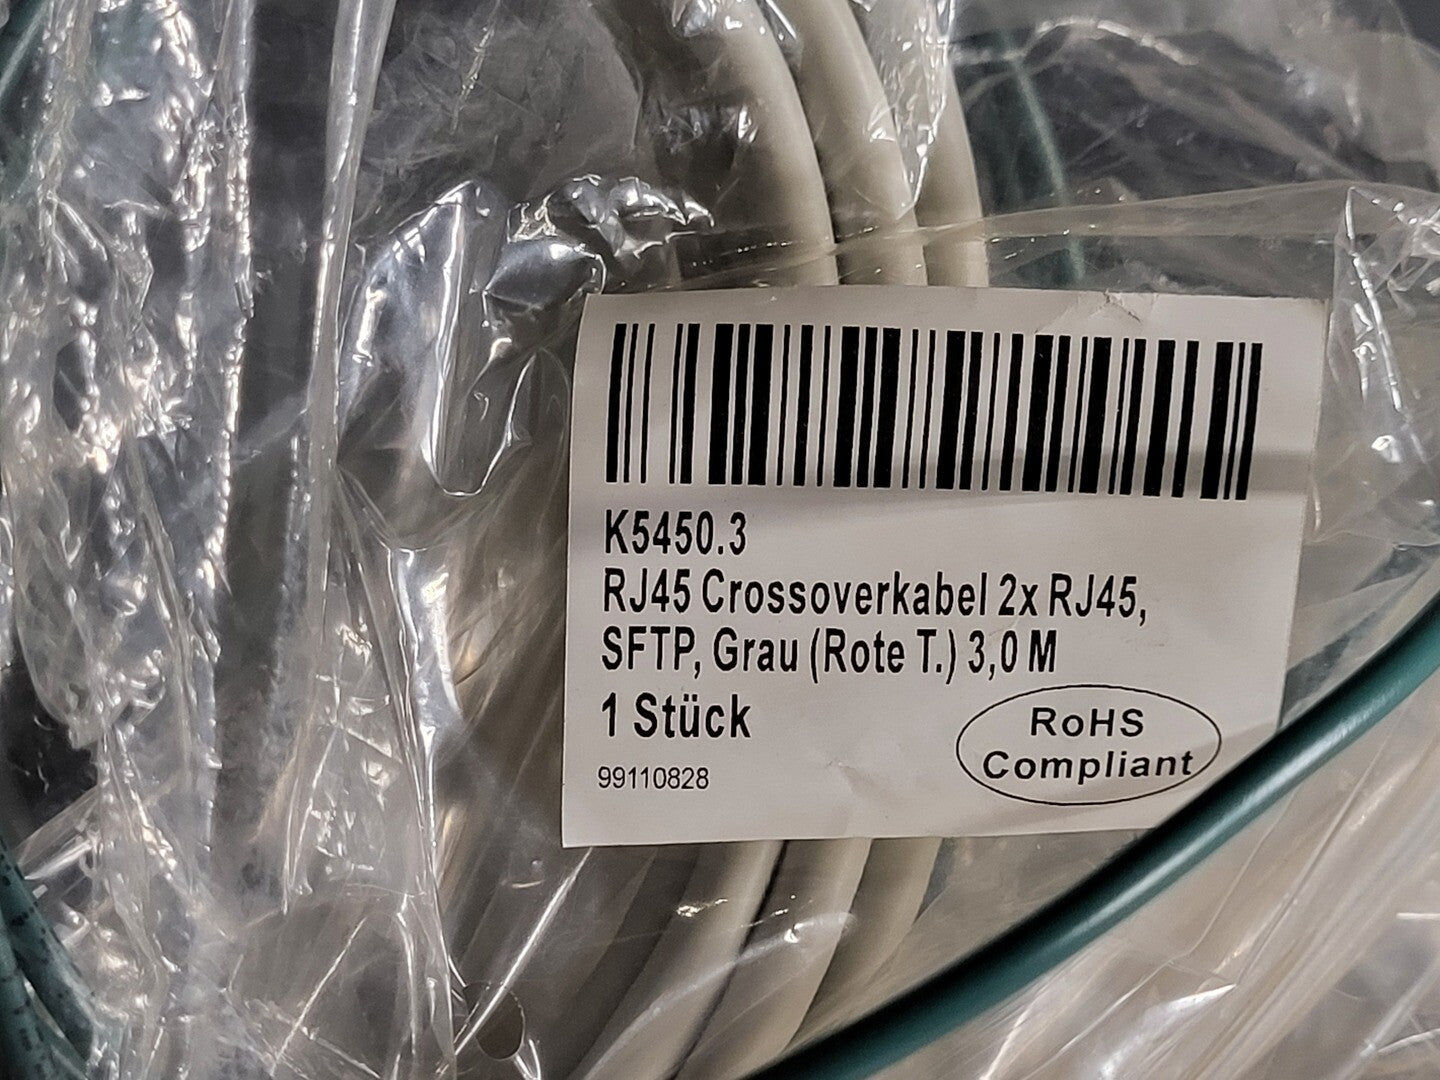 K5450.3
RJ45 Crossoverkabel 2x RJ45,
SFTP, Grau (Rote T.) 3,0 M
1 Stück
RoHS
Compliant
99110828